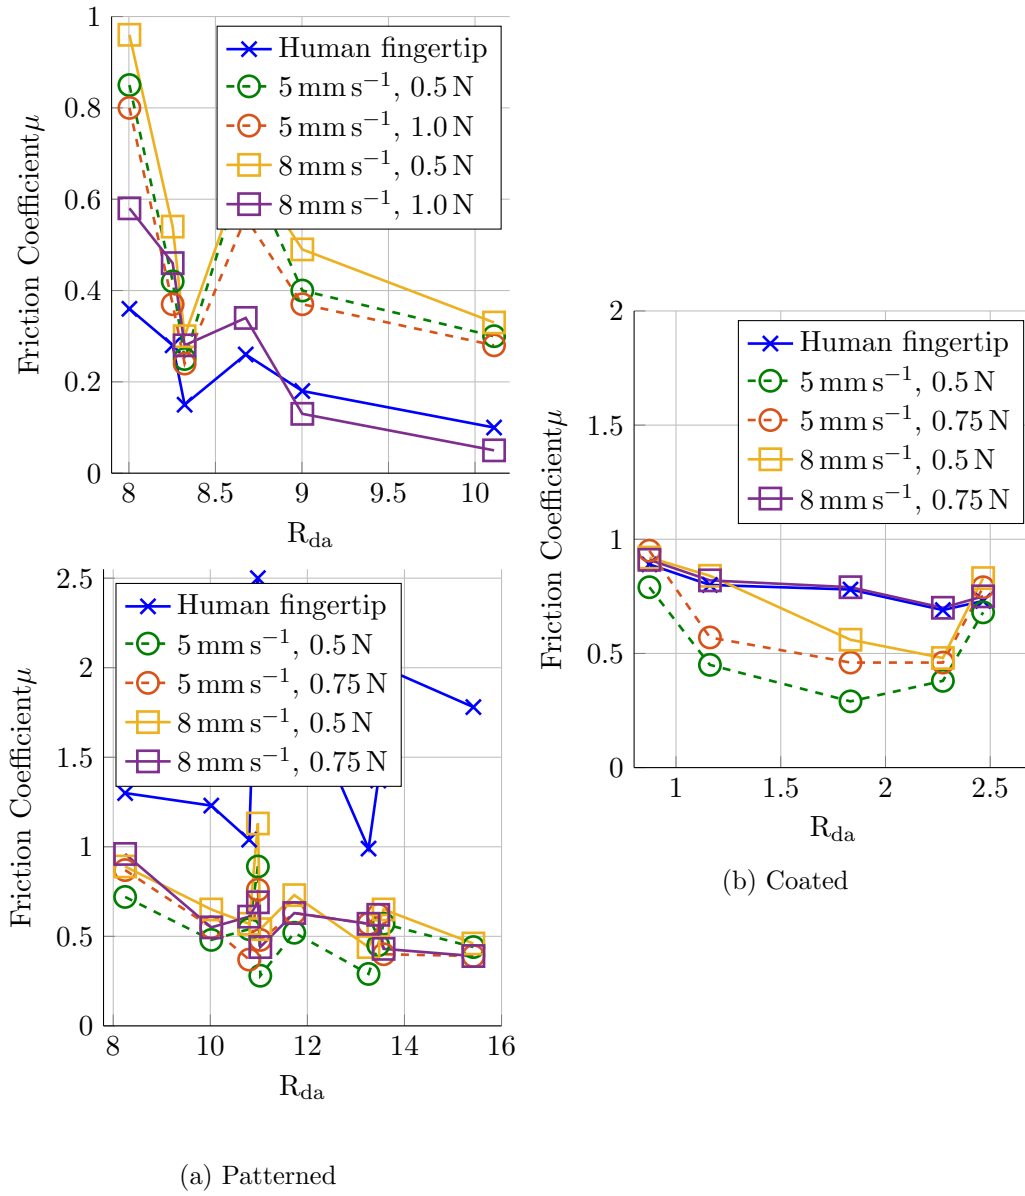 1
0.8
0.6
0.4
0.2
0
8
8.5
9
9.5
10
Friction Coefficientμ
R_da
Human fingertip
5 mm s⁻¹, 0.5 N
5 mm s⁻¹, 1.0 N
8 mm s⁻¹, 0.5 N
8 mm s⁻¹, 1.0 N
2.5
2
1.5
1
0.5
0
8
10
12
14
16
Friction Coefficientμ
R_da
Human fingertip
5 mm s⁻¹, 0.5 N
5 mm s⁻¹, 0.75 N
8 mm s⁻¹, 0.5 N
8 mm s⁻¹, 0.75 N
(a) Patterned
2
1.5
1
0.5
0
1
1.5
2
2.5
Friction Coefficientμ
R_da
Human fingertip
5 mm s⁻¹, 0.5 N
5 mm s⁻¹, 0.75 N
8 mm s⁻¹, 0.5 N
8 mm s⁻¹, 0.75 N
(b) Coated